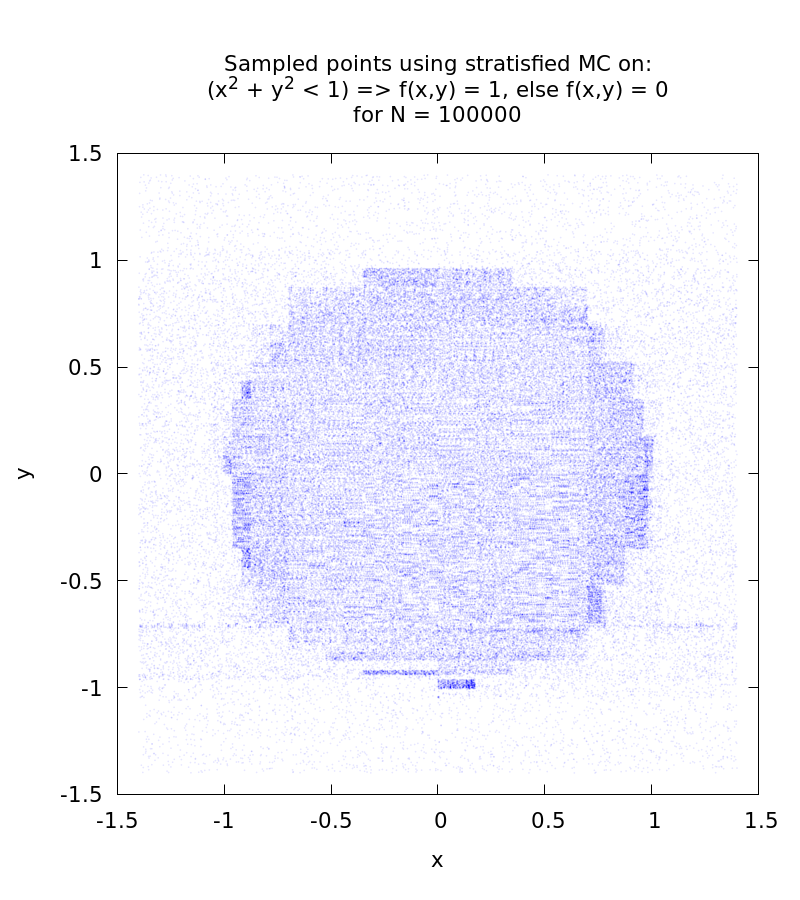 Sampled points using stratisfied MC on:
(x² + y² < 1) => f(x,y) = 1, else f(x,y) = 0
for N = 100000
1.5
1
0.5
0
-0.5
-1
-1.5
y
-1.5 -1 -0.5 0 0.5 1 1.5
x